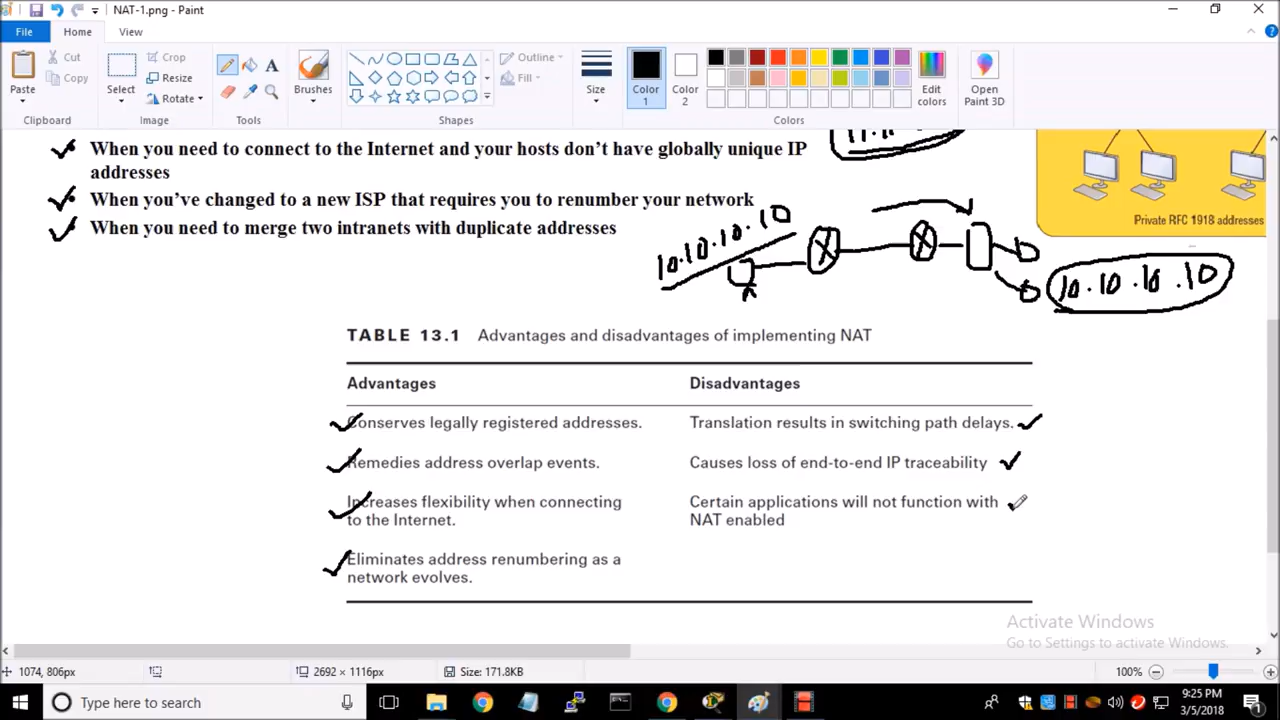 NAT-1.png - Paint
File
Home
View
Paste
Cut
Copy
Clipboard
Select
Crop
Resize
Rotate
Image
Tools
Brushes
Shapes
Outline
Fill
Size
Color 1
Color 2
Edit colors
Open Paint 3D
Colors
When you need to connect to the Internet and your hosts don't have globally unique IP
addresses
When you've changed to a new ISP that requires you to renumber your network
When you need to merge two intranets with duplicate addresses
Private RFC 1918 addresses
10.10.10.10
10.10.10.10
TABLE 13.1 Advantages and disadvantages of implementing NAT
Advantages Disadvantages
Conserves legally registered addresses. Translation results in switching path delays.
Remedies address overlap events. Causes loss of end-to-end IP traceability
Increases flexibility when connecting Certain applications will not function with
to the Internet. NAT enabled
Eliminates address renumbering as a
network evolves.
Activate Windows
Go to Settings to activate Windows.
1074, 806px
2692 × 1116px
Size: 171.8KB
100%
Type here to search
9:25 PM
3/5/2018